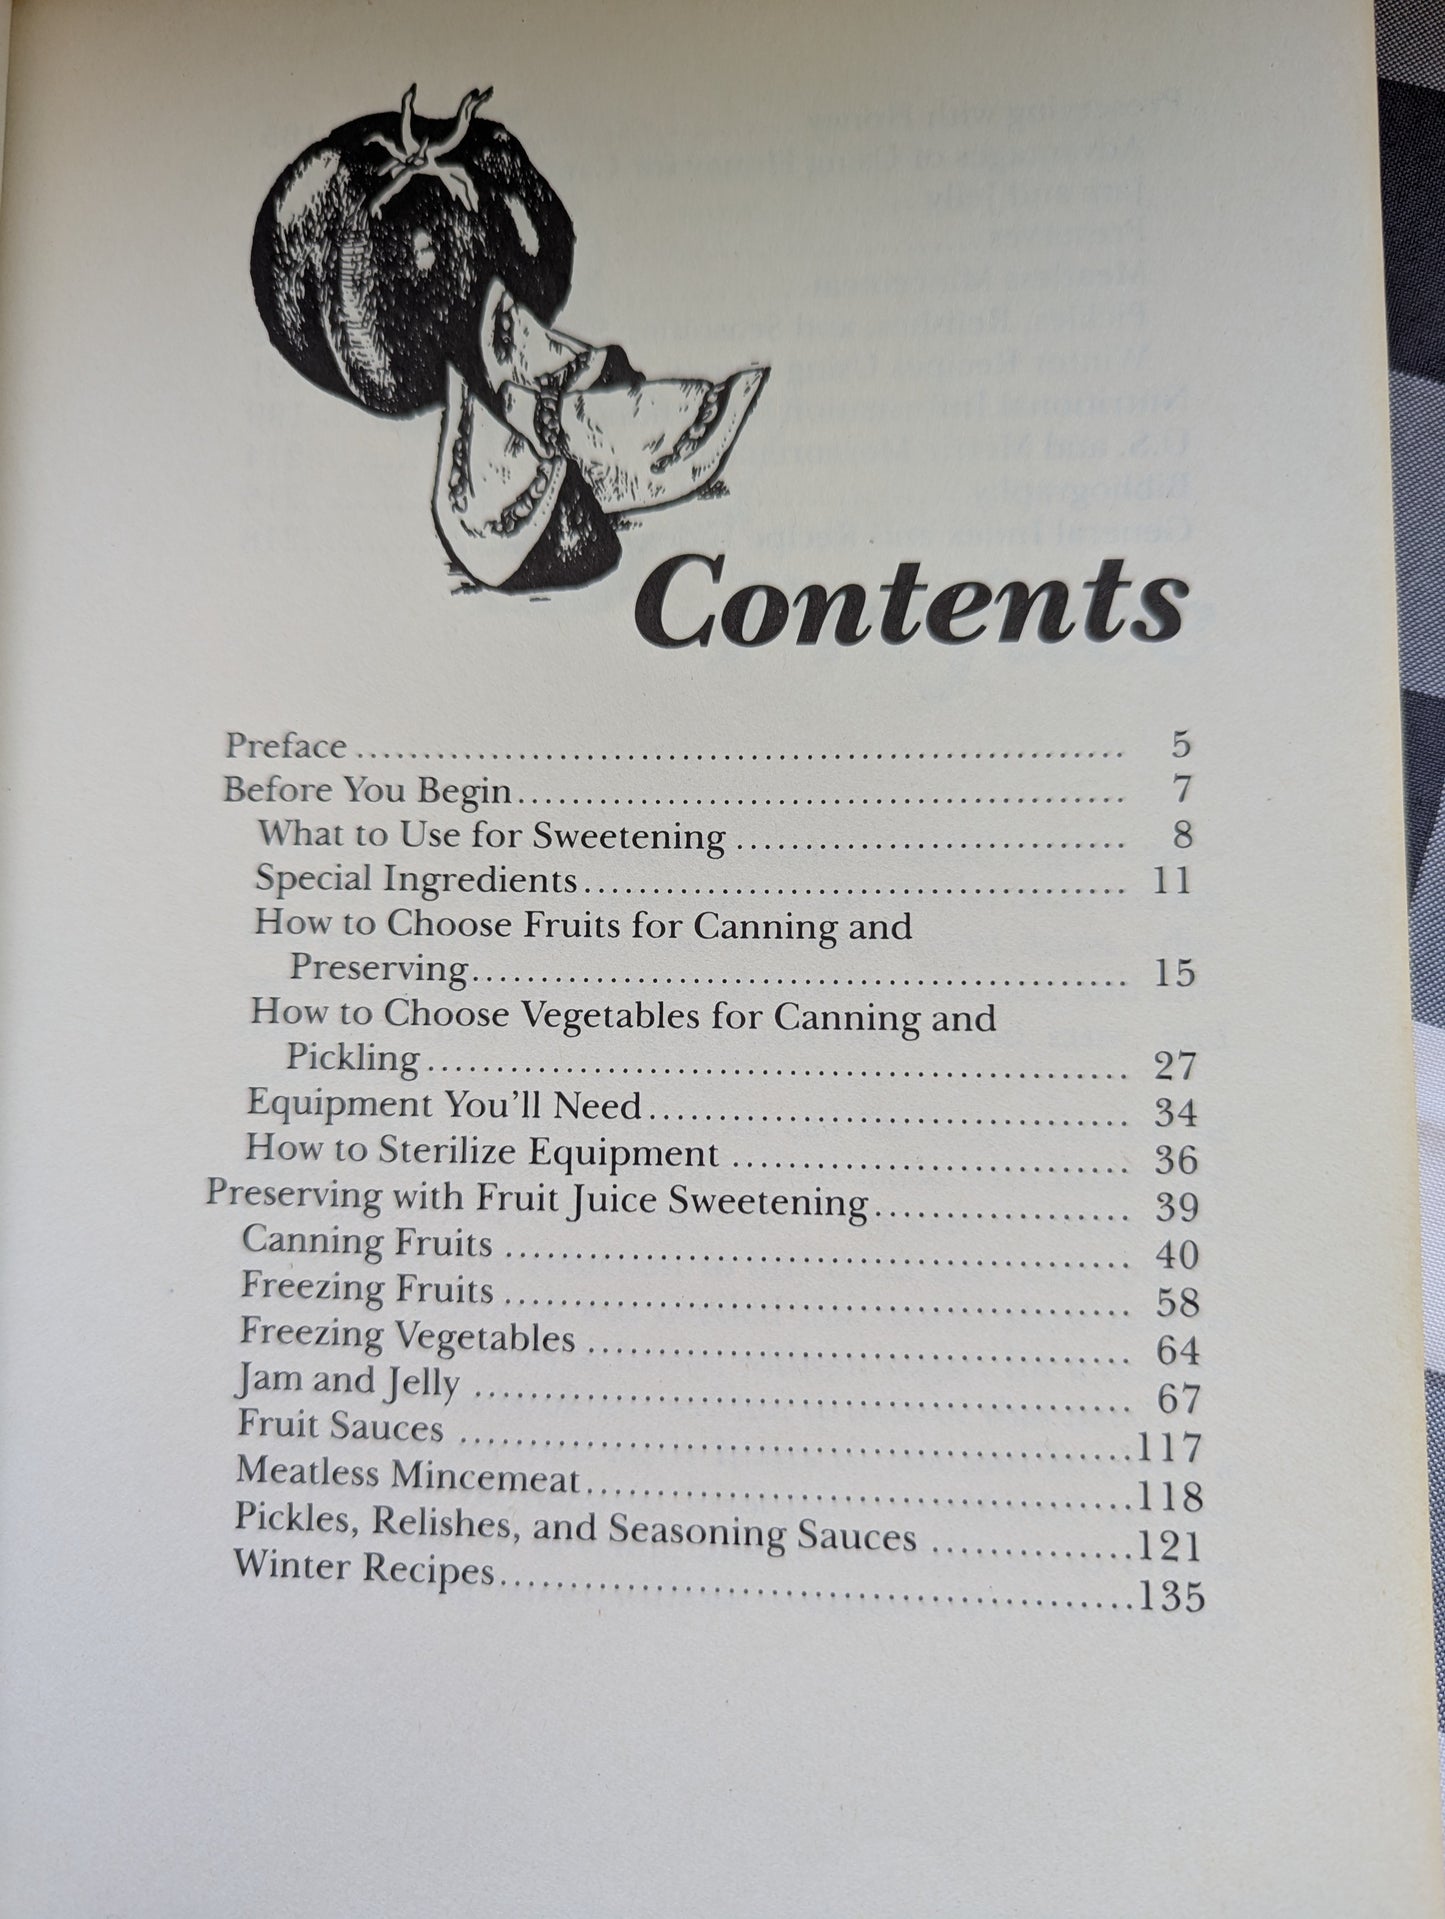 Contents
Preface ........................................................ 5
Before You Begin............................................ 7
What to Use for Sweetening ............................ 8
Special Ingredients....................................... 11
How to Choose Fruits for Canning and
Preserving............................................... 15
How to Choose Vegetables for Canning and
Pickling.................................................. 27
Equipment You'll Need.................................. 34
How to Sterilize Equipment ............................ 36
Preserving with Fruit Juice Sweetening.................. 39
Canning Fruits ............................................ 40
Freezing Fruits ............................................ 58
Freezing Vegetables ...................................... 64
Jam and Jelly .............................................. 67
Fruit Sauces ...............................................117
Meatless Mincemeat......................................118
Pickles, Relishes, and Seasoning Sauces ..............121
Winter Recipes.............................................135